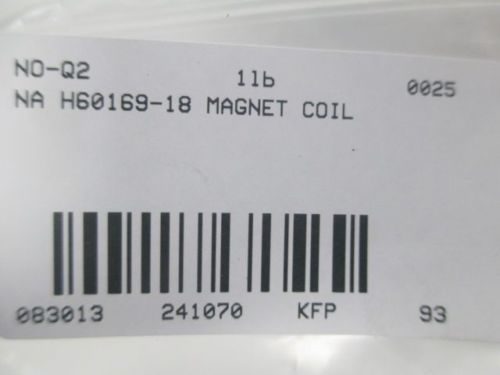 NO-Q2 1lb 0025
NA H60169-18 MAGNET COIL
083013 241070 KFP 93